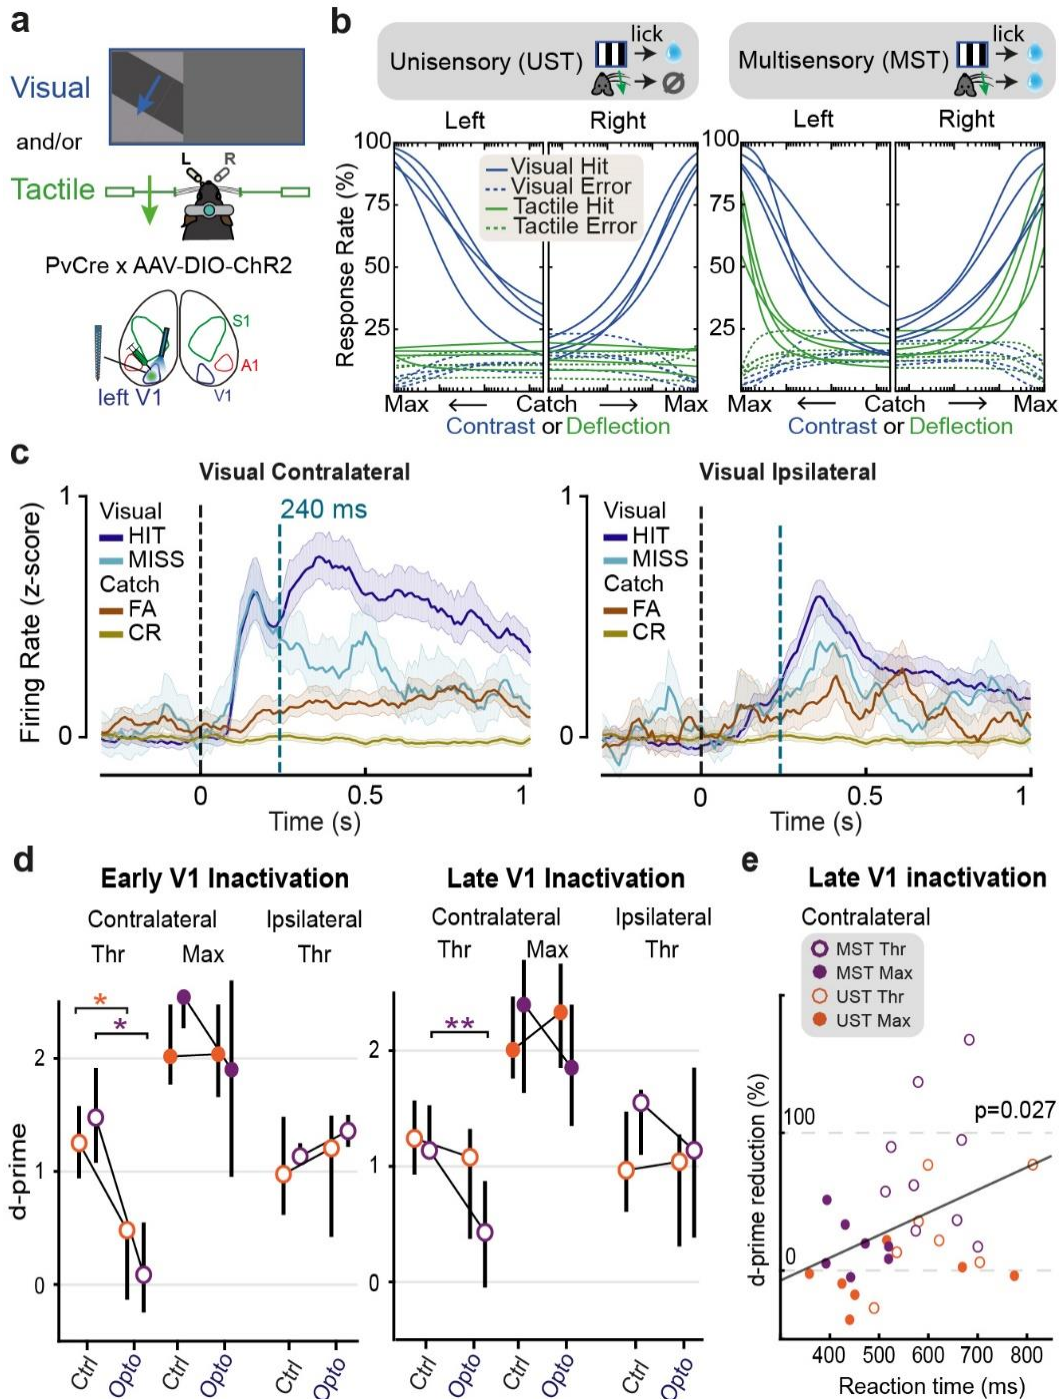 a
Visual
and/or
Tactile
L R
PvCre x AAV-DIO-ChR2
S1
A1
left V1
V1
b
Unisensory (UST)
lick
Multisensory (MST)
lick
Left
Right
Left
Right
Response Rate (%)
100
75
50
25
Visual Hit
Visual Error
Tactile Hit
Tactile Error
100
75
50
25
Max ← Catch → Max
Contrast or Deflection
Max ← Catch → Max
Contrast or Deflection
c
Visual Contralateral
Firing Rate (z-score)
1
0
Visual
HIT
MISS
Catch
FA
CR
240 ms
0 0.5 1
Time (s)
Visual Ipsilateral
1
0
Visual
HIT
MISS
Catch
FA
CR
0 0.5 1
Time (s)
d
Early V1 Inactivation
Contralateral Ipsilateral
Thr Max Thr
d-prime
2
1
0
*
*
Ctrl Opto Ctrl Opto Ctrl Opto
Late V1 Inactivation
Contralateral Ipsilateral
Thr Max Thr
2
1
0
**
Ctrl Opto Ctrl Opto Ctrl Opto
e
Late V1 inactivation
Contralateral
MST Thr
MST Max
UST Thr
UST Max
d-prime reduction (%)
100
0
p=0.027
400 500 600 700 800
Reaction time (ms)